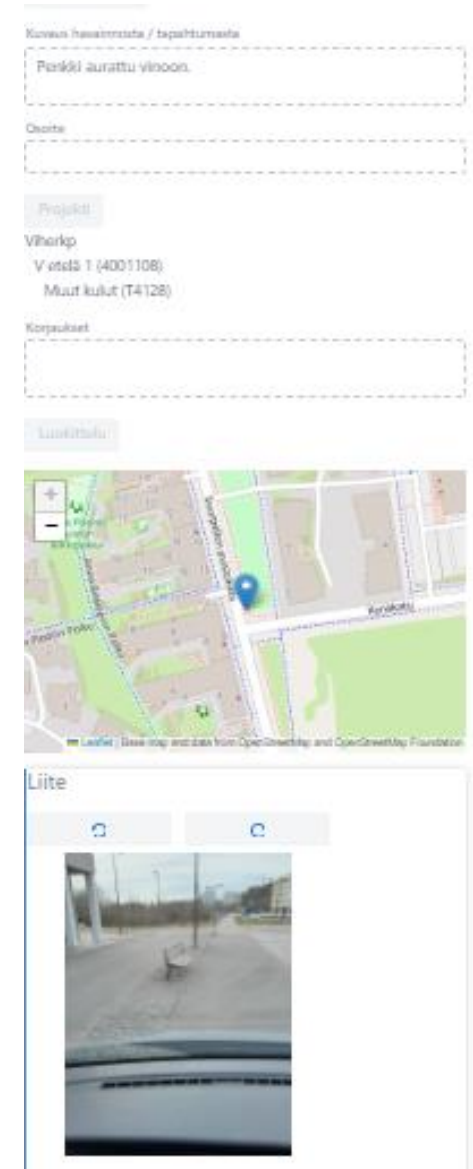 Kuvaus havainnosta / tapahtumasta
Penkki aurattu vinoon.
Osoite
Projekti
Viherkp
V etelä 1 (4001108)
Muut kulut (T4128)
Korjaukset
Luokittelu
+
−
Kenttäkatu
Leaflet | Base map and data from OpenStreetMap and OpenStreetMap Foundation
Liite